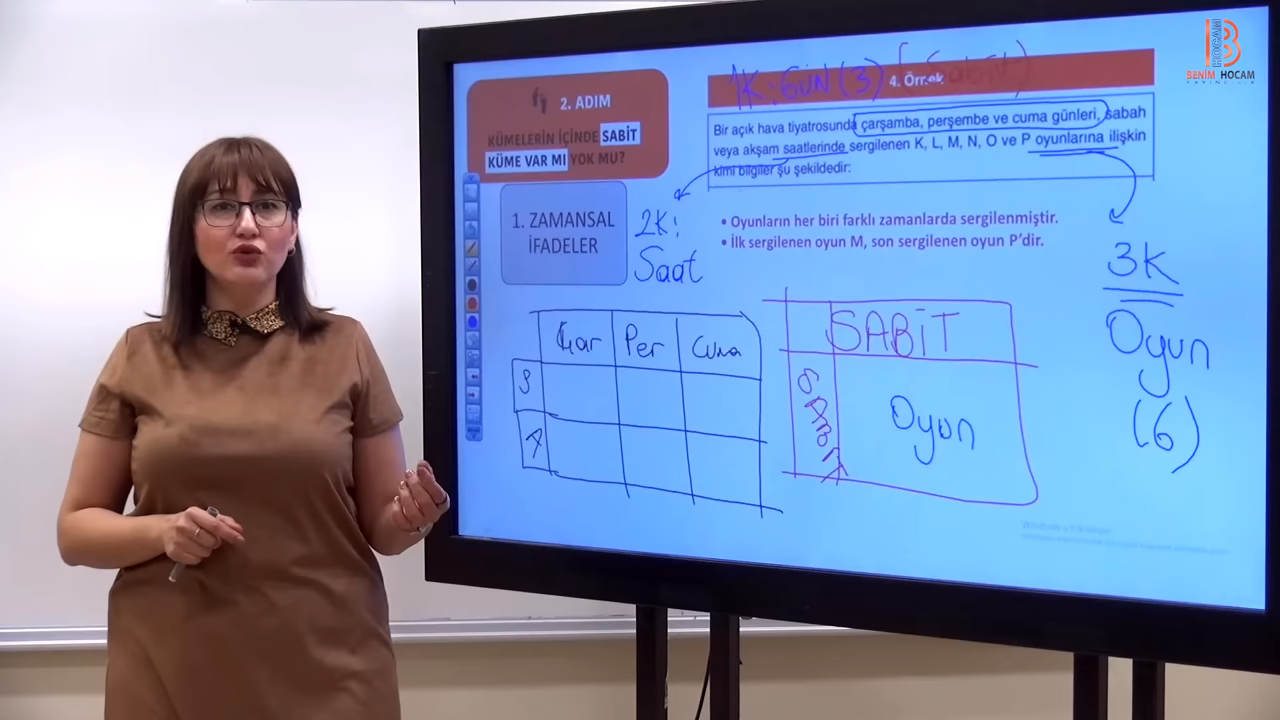 BENİM HOCAM
YAYINCILIK
2. ADIM
KÜMELERİN İÇİNDE SABİT
KÜME VAR MI YOK MU?
1. ZAMANSAL
İFADELER
1K: GÜN (3) (Sabit)
4. Örnek
Bir açık hava tiyatrosunda çarşamba, perşembe ve cuma günleri, sabah
veya akşam saatlerinde sergilenen K, L, M, N, O ve P oyunlarına ilişkin
kimi bilgiler şu şekildedir:
• Oyunların her biri farklı zamanlarda sergilenmiştir.
• İlk sergilenen oyun M, son sergilenen oyun P'dir.
2K:
Saat
3K
Oyun
(6)
Çar Per Cuma
S
A
SABİT
SABİT
Oyun